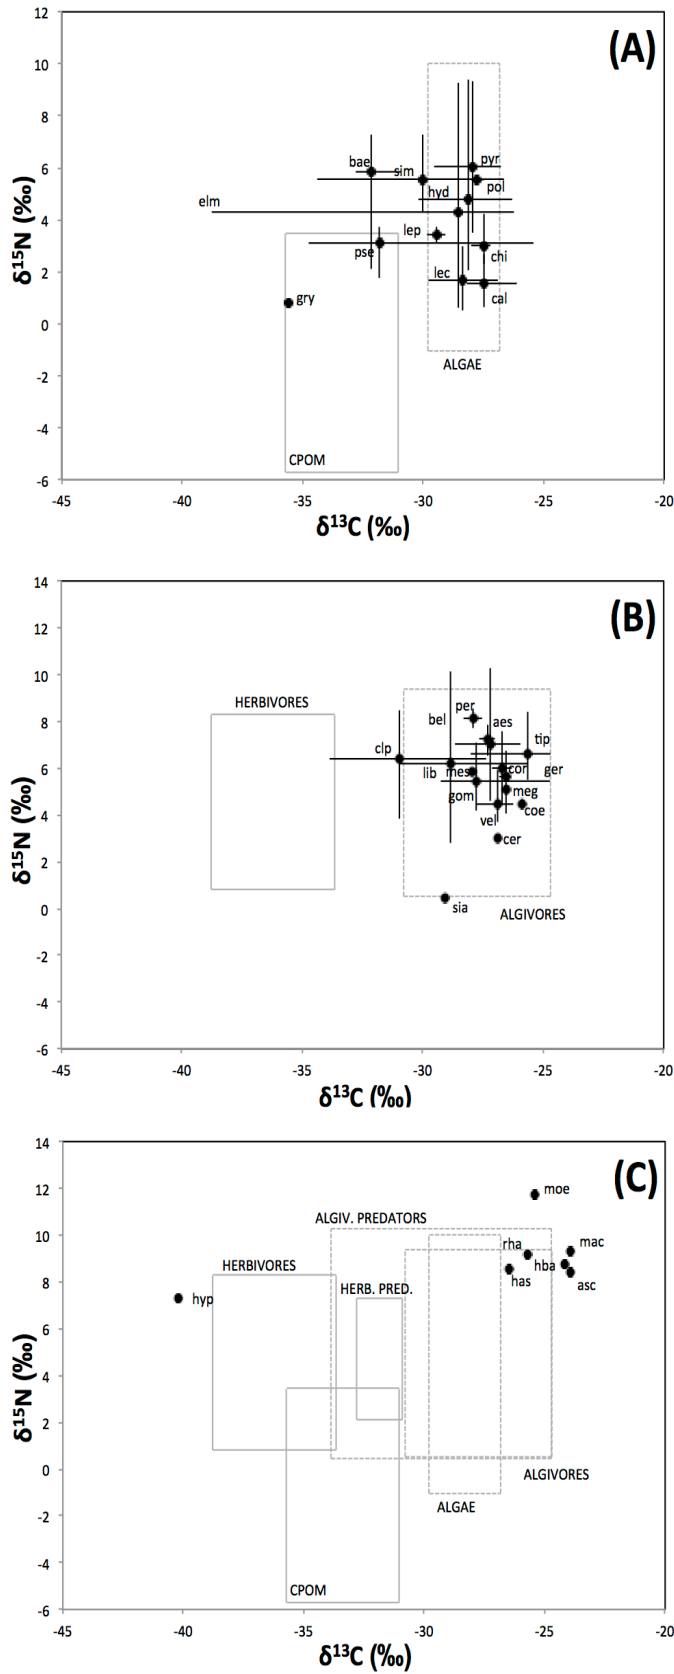 12
(A)
10
8
6
4
2
0
-2
-4
-6
δ15N (‰)
bae
sim
pyr
pol
hyd
elm
lep
pse
chi
lec
cal
gry
ALGAE
CPOM
-45 -40 -35 -30 -25 -20
δ13C (‰)
14
(B)
12
10
8
6
4
2
0
-2
-4
-6
δ15N (‰)
HERBIVORES
per
bel
aes
tip
clp
lib
mes
cor
ger
gom
meg
vel
coe
cer
sia
ALGIVORES
-45 -40 -35 -30 -25 -20
δ13C (‰)
14
(C)
12
10
8
6
4
2
0
-2
-4
-6
δ15N (‰)
moe
ALGIV. PREDATORS
rha
mac
HERBIVORES
hba
HERB. PRED.
has
asc
hyp
ALGIVORES
ALGAE
CPOM
-45 -40 -35 -30 -25 -20
δ13C (‰)